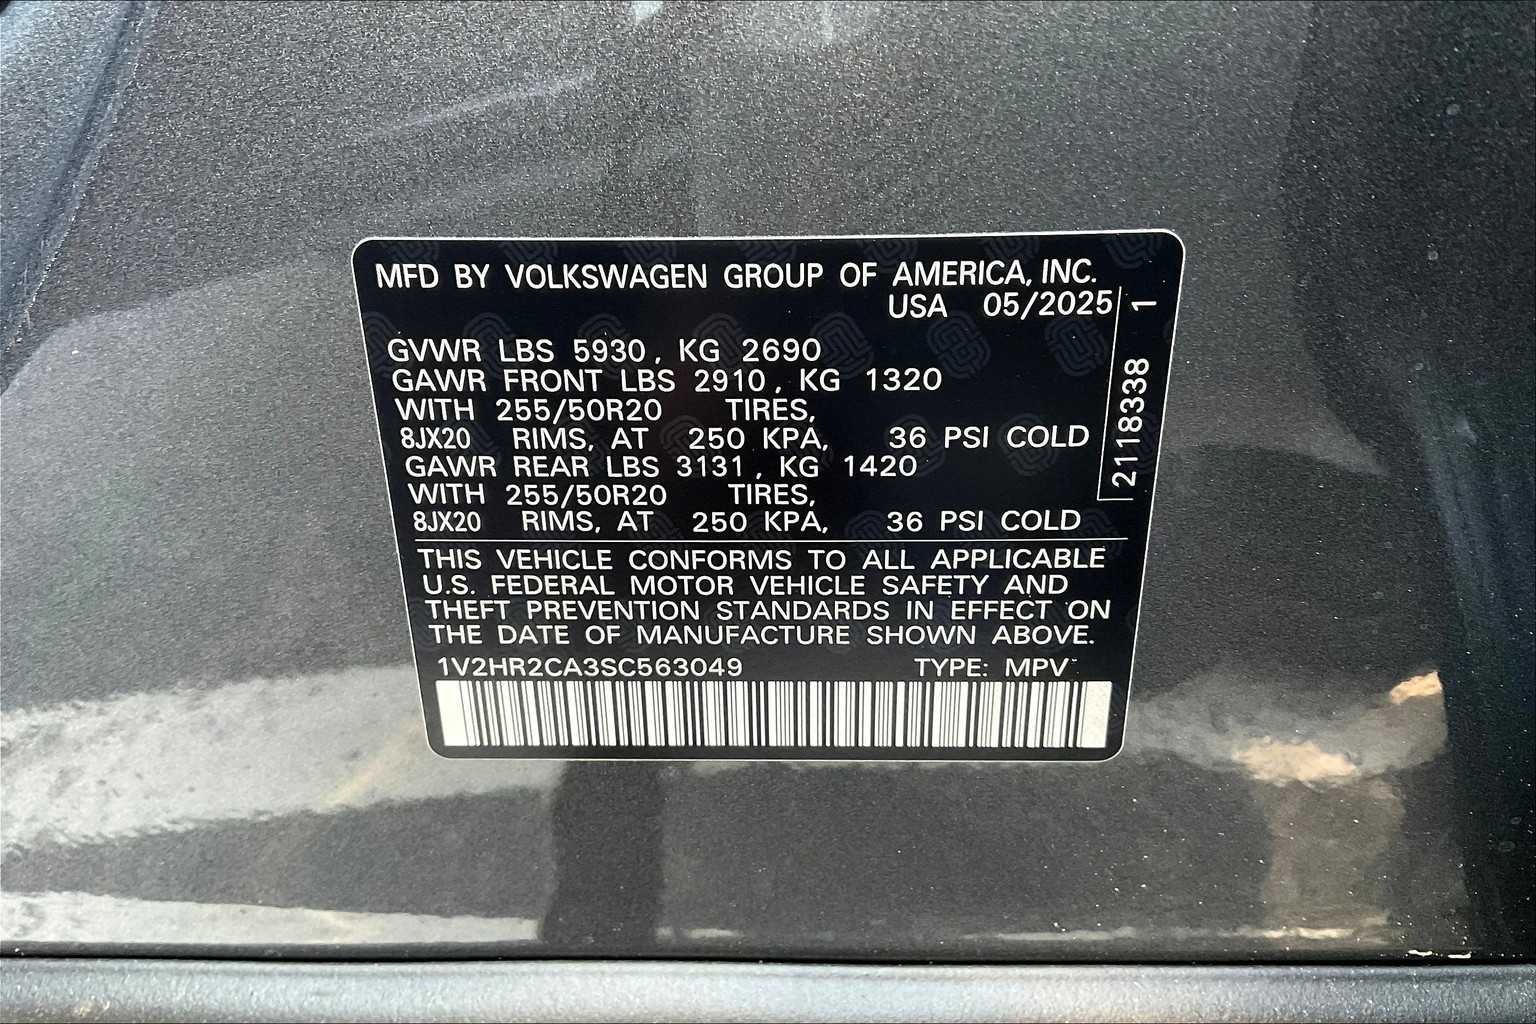 MFD BY VOLKSWAGEN GROUP OF AMERICA, INC.
USA 05/2025
GVWR LBS 5930, KG 2690
GAWR FRONT LBS 2910, KG 1320
WITH 255/50R20 TIRES,
8JX20 RIMS, AT 250 KPA, 36 PSI COLD
GAWR REAR LBS 3131, KG 1420
WITH 255/50R20 TIRES,
8JX20 RIMS, AT 250 KPA, 36 PSI COLD
THIS VEHICLE CONFORMS TO ALL APPLICABLE
U.S. FEDERAL MOTOR VEHICLE SAFETY AND
THEFT PREVENTION STANDARDS IN EFFECT ON
THE DATE OF MANUFACTURE SHOWN ABOVE.
1V2HR2CA3SC563049 TYPE: MPV
2118338 1